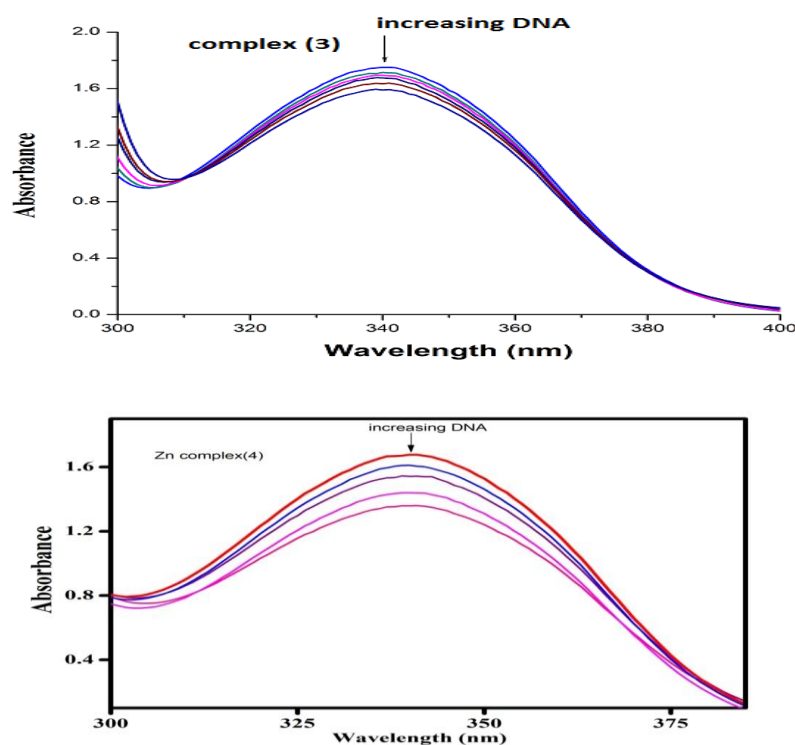 increasing DNA
complex (3)
2.0
1.6
1.2
0.8
0.4
0.0
Absorbance
300 320 340 360 380 400
Wavelength (nm)
increasing DNA
Zn complex(4)
1.6
1.2
0.8
0.4
Absorbance
300 325 350 375
Wavelength (nm)